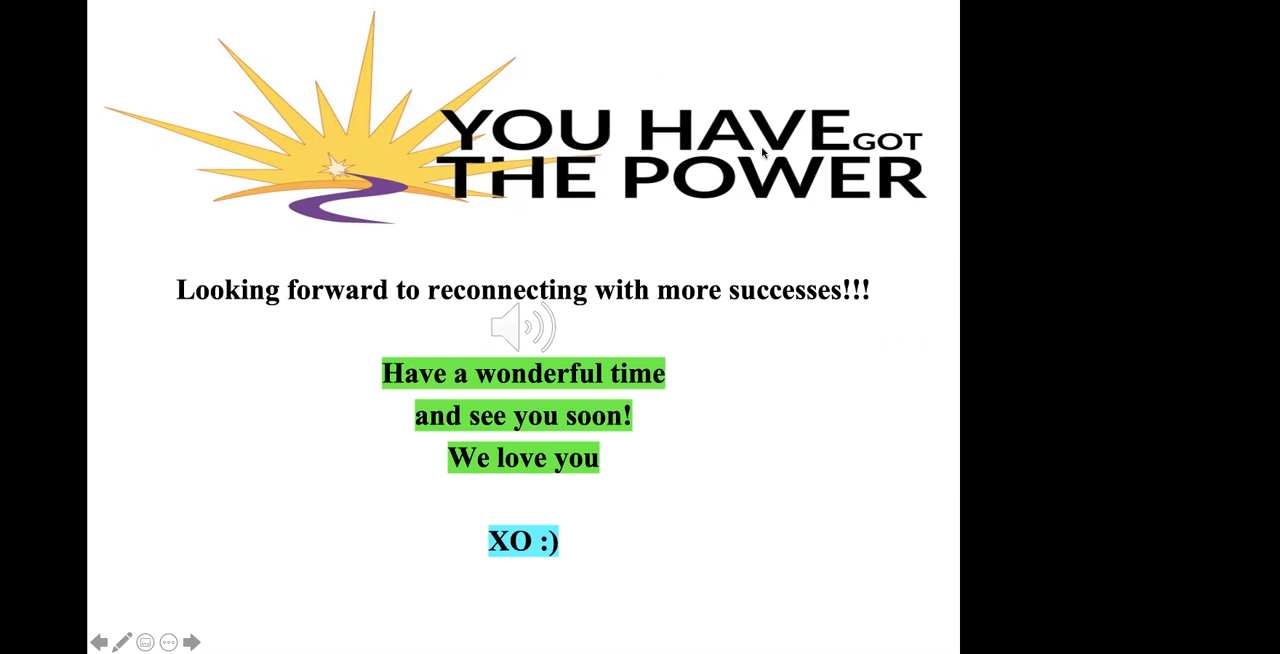 YOU HAVE GOT
THE POWER
Looking forward to reconnecting with more successes!!!
Have a wonderful time
and see you soon!
We love you
XO :)